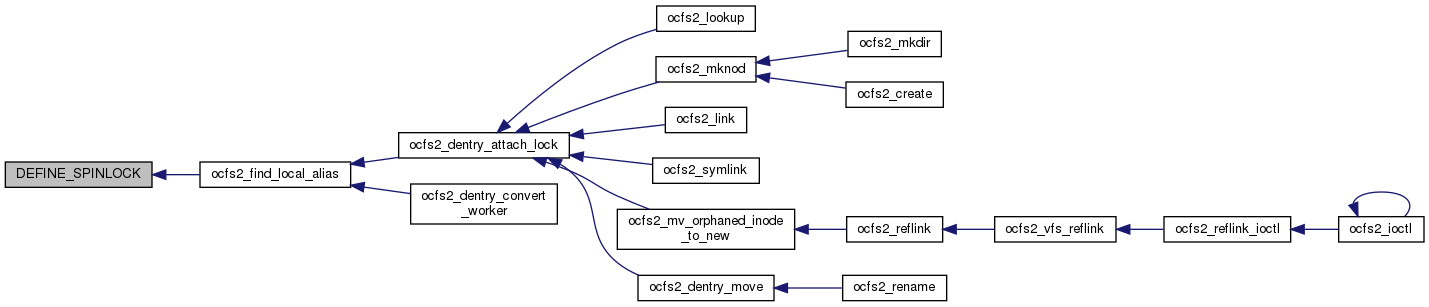 ocfs2_lookup
ocfs2_mkdir
ocfs2_mknod
ocfs2_create
ocfs2_link
ocfs2_dentry_attach_lock
ocfs2_symlink
DEFINE_SPINLOCK
ocfs2_find_local_alias
ocfs2_dentry_convert
_worker
ocfs2_mv_orphaned_inode
_to_new
ocfs2_reflink
ocfs2_vfs_reflink
ocfs2_reflink_ioctl
ocfs2_ioctl
ocfs2_dentry_move
ocfs2_rename